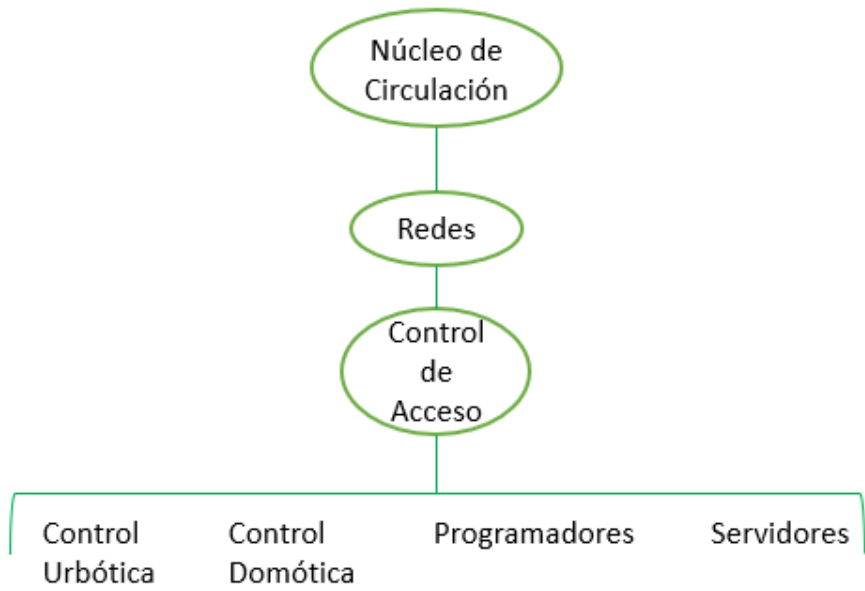 Núcleo de
Circulación
Redes
Control
de
Acceso
Control
Urbótica
Control
Domótica
Programadores
Servidores